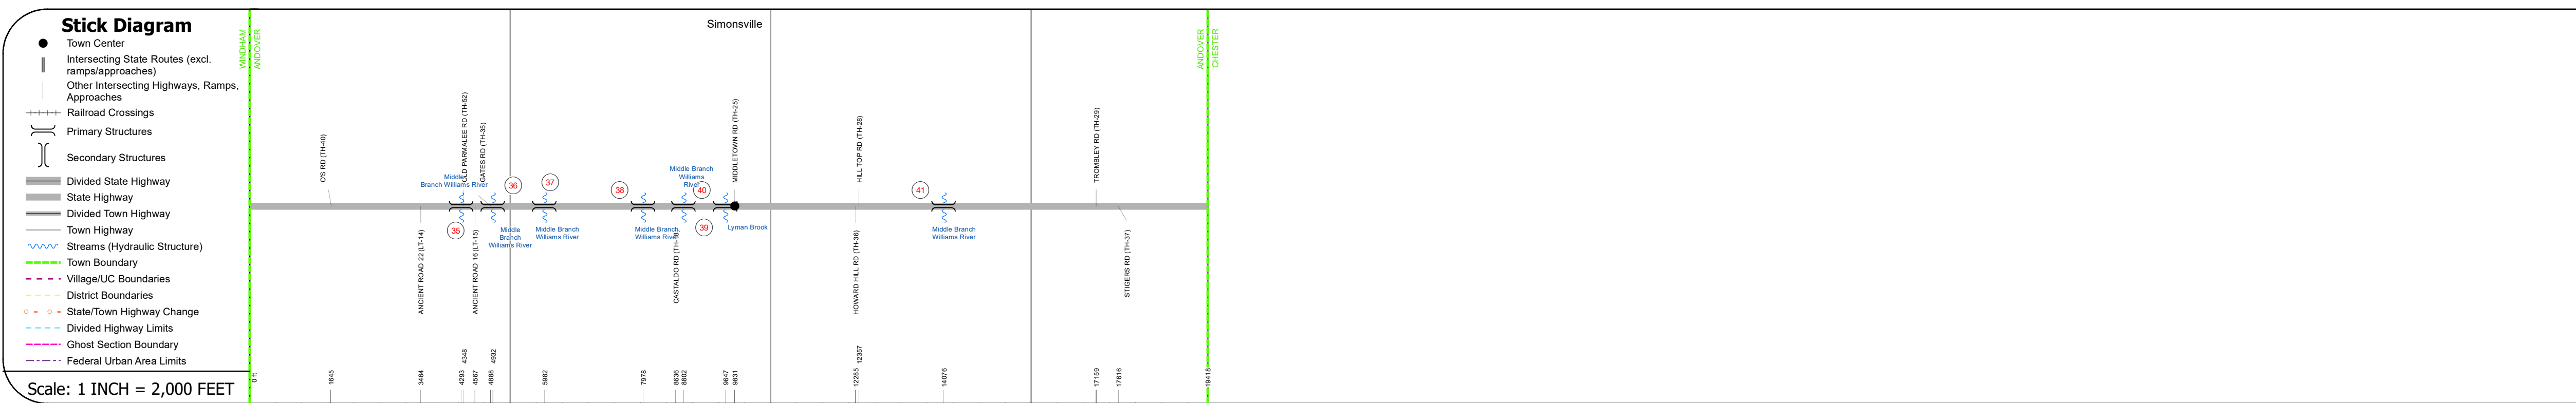 Stick Diagram
Town Center
Intersecting State Routes (excl.
ramps/approaches)
Other Intersecting Highways, Ramps,
Approaches
Railroad Crossings
Primary Structures
Secondary Structures
Divided State Highway
State Highway
Divided Town Highway
Town Highway
Streams (Hydraulic Structure)
Town Boundary
Village/UC Boundaries
District Boundaries
State/Town Highway Change
Divided Highway Limits
Ghost Section Boundary
Federal Urban Area Limits
Scale: 1 INCH = 2,000 FEET
WINDHAM
ANDOVER
Simonsville
ANDOVER
CHESTER
O'S RD (TH-40)
OLD PARMALEE RD (TH-52)
GATES RD (TH-35)
MIDDLETOWN RD (TH-25)
HILL TOP RD (TH-28)
TROMBLEY RD (TH-29)
Middle
Branch Williams River
36
37
38
Middle Branch
Williams
River
40
41
35
Middle
Branch
Williams River
Middle Branch
Williams River
Middle Branch
Williams River
39
Lyman Brook
Middle Branch
Williams River
ANCIENT ROAD 22 (LT-14)
ANCIENT ROAD 16 (LT-15)
CASTALDO RD (TH-
HOWARD HILL RD (TH-36)
STIGERS RD (TH-37)
0 ft
1645
3464
4293
4348
4567
4888
4932
5982
7978
8636
8802
9647
9831
12285
12357
14076
17159
17616
19418